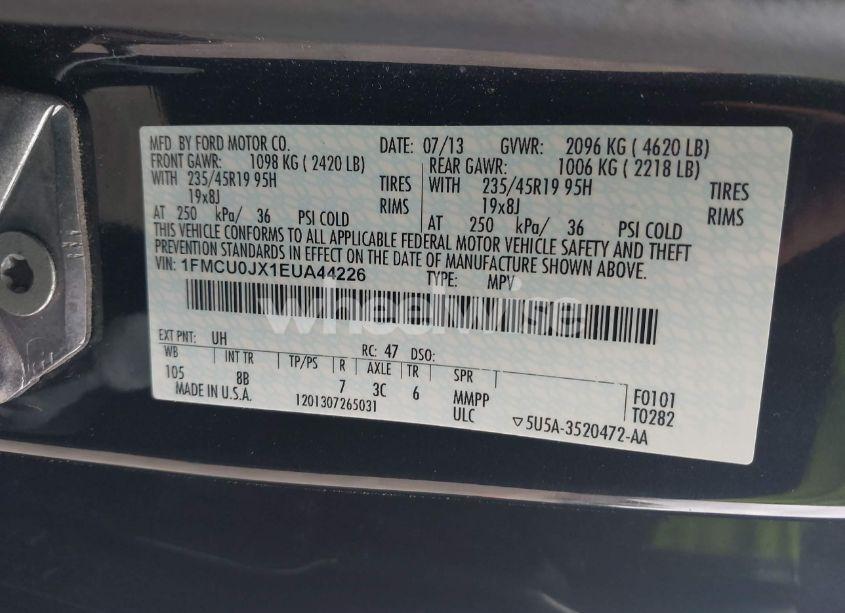 MFD BY FORD MOTOR CO. DATE: 07/13 GVWR: 2096 KG ( 4620 LB)
FRONT GAWR: 1098 KG ( 2420 LB) REAR GAWR: 1006 KG ( 2218 LB)
WITH 235/45R19 95H TIRES WITH 235/45R19 95H TIRES
19x8J RIMS 19x8J RIMS
AT 250 kPa/ 36 PSI COLD AT 250 kPa/ 36 PSI COLD
THIS VEHICLE CONFORMS TO ALL APPLICABLE FEDERAL MOTOR VEHICLE SAFETY AND THEFT
PREVENTION STANDARDS IN EFFECT ON THE DATE OF MANUFACTURE SHOWN ABOVE.
VIN: 1FMCU0JX1EUA44226 TYPE: MPV
wheelwise
EXT PNT: UH RC: 47 DSO:
WB INT TR TP/PS R AXLE TR SPR
105 8B 7 3C 6 MMPP F0101
MADE IN U.S.A. 1201307265031 ULC ▽5U5A-3520472-AA T0282